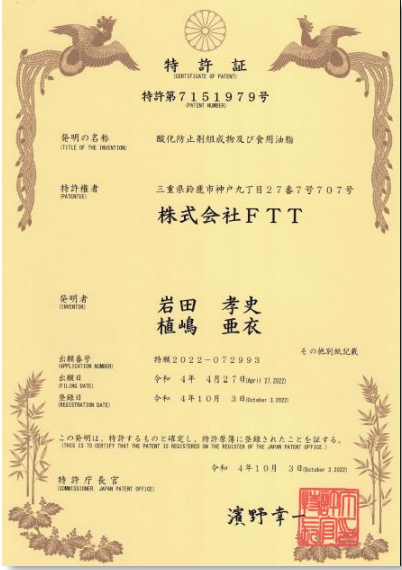 特許証
(CERTIFICATE OF PATENT)
特許第7151979号
(PATENT NUMBER)
発明の名称
(TITLE OF THE INVENTION)
酸化防止剤組成物及び食用油脂
特許権者
(PATENTEE)
三重県鈴鹿市神戸九丁目27番7号707号
株式会社FTT
発明者
(INVENTOR)
岩田 孝史
植嶋 亜衣
その他別紙記載
出願番号
(APPLICATION NUMBER)
特願2022-072993
出願日
(FILING DATE)
令和 4年 4月27日(April 27,2022)
登録日
(REGISTRATION DATE)
令和 4年10月 3日(October 3,2022)
この発明は、特許するものと確定し、特許原簿に登録されたことを証する。
(THIS IS TO CERTIFY THAT THE PATENT IS REGISTERED ON THE REGISTER OF THE JAPAN PATENT OFFICE.)
令和 4年10月 3日(October 3,2022)
特許庁長官
(COMMISSIONER, JAPAN PATENT OFFICE)
濱野幸一